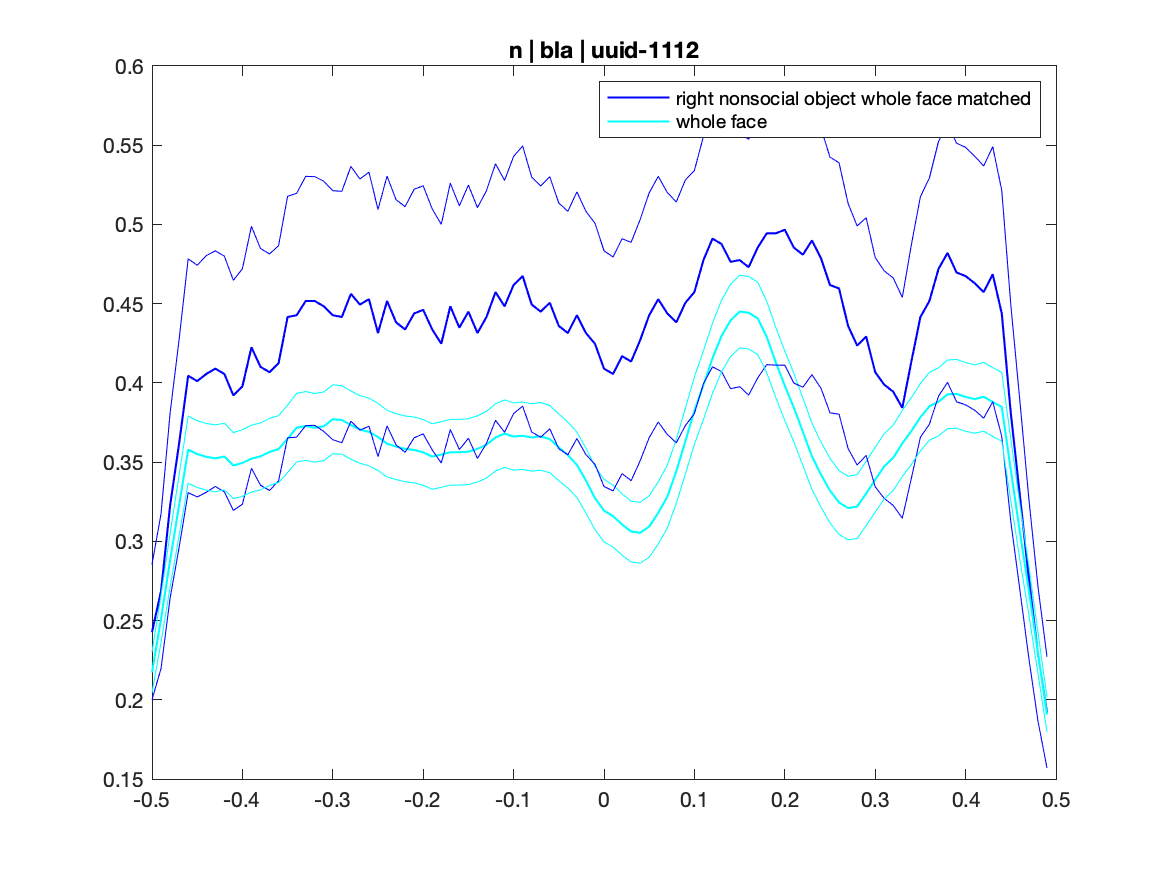 n | bla | uuid-1112
0.6
0.55
0.5
0.45
0.4
0.35
0.3
0.25
0.2
0.15
right nonsocial object whole face matched
whole face
-0.5 -0.4 -0.3 -0.2 -0.1 0 0.1 0.2 0.3 0.4 0.5